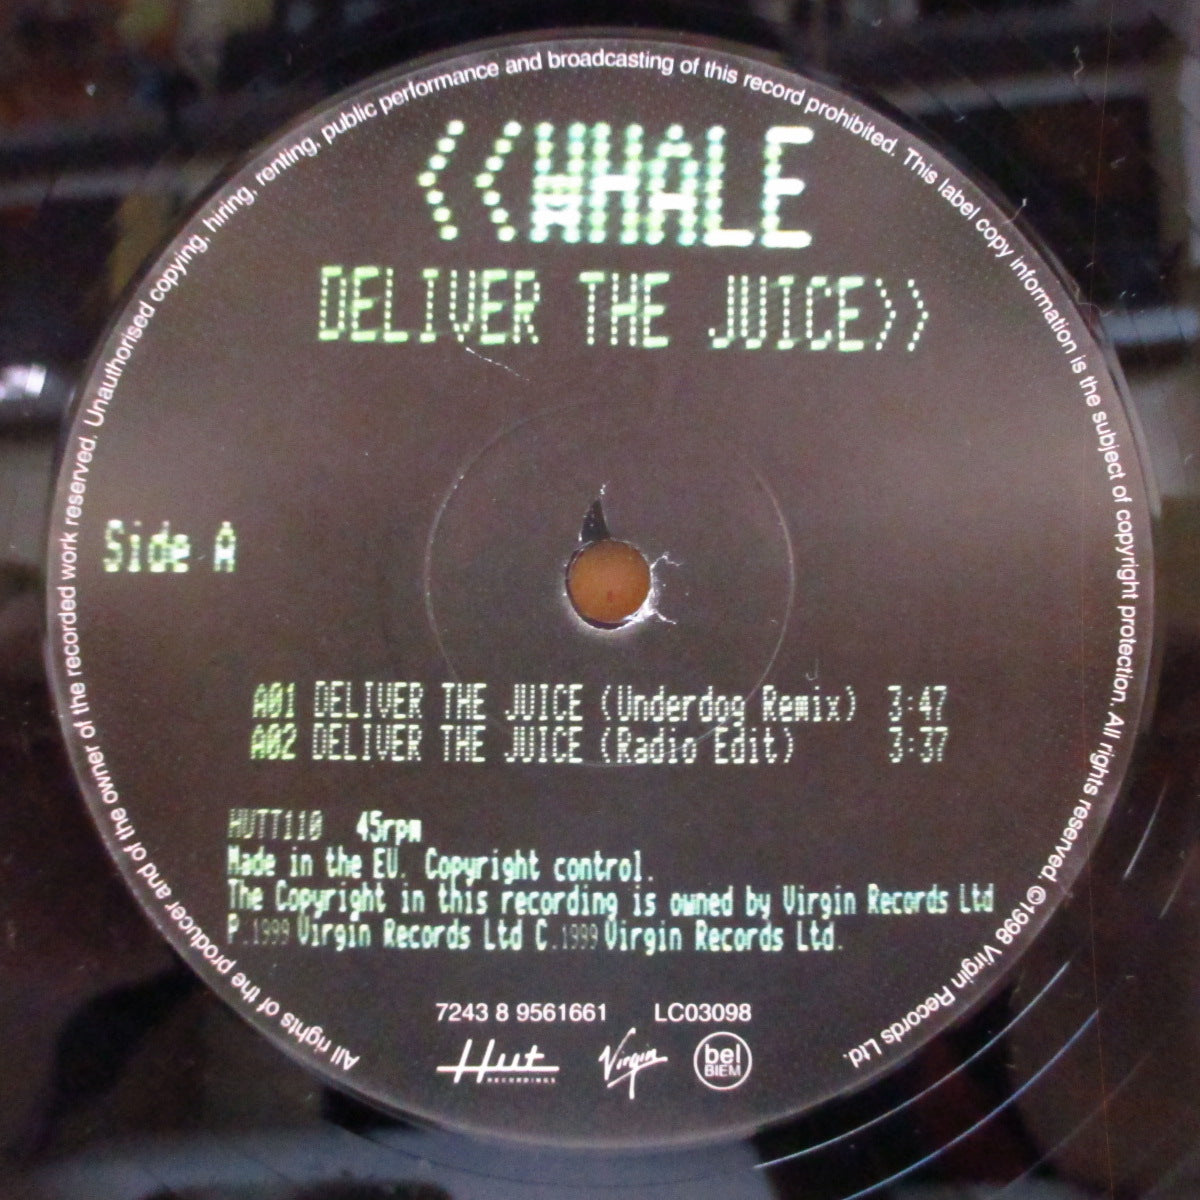 All rights of the producer and of the owner of the recorded work reserved. Unauthorised copying, hiring, renting, public performance and broadcasting of this record prohibited. This label copy information is the subject of copyright protection. All rights reserved. ©1998 Virgin Records Ltd.
<<WHALE
DELIVER THE JUICE>>
Side A
A01 DELIVER THE JUICE (Underdog Remix) 3:47
A02 DELIVER THE JUICE (Radio Edit) 3:37
HUTT110 45rpm
Made in the EU. Copyright control.
The Copyright in this recording is owned by Virgin Records Ltd
P.1999 Virgin Records Ltd C.1999 Virgin Records Ltd.
7243 8 9561661 LC03098
Hut RECORDINGS Virgin bel BIEM